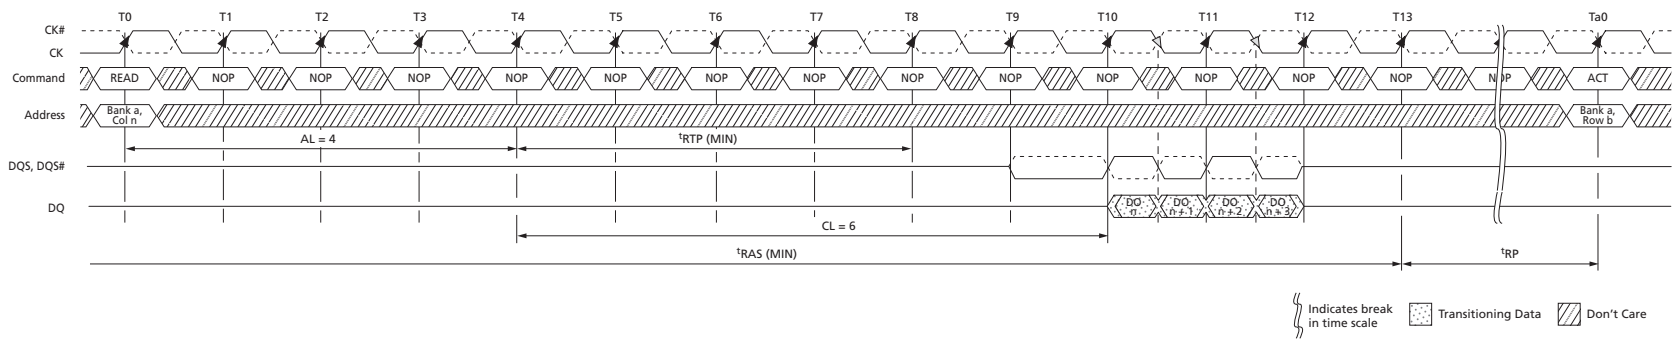 T0 T1 T2 T3 T4 T5 T6 T7 T8 T9 T10 T11 T12 T13 Ta0
CK#
CK
Command READ NOP NOP NOP NOP NOP NOP NOP NOP NOP NOP NOP NOP NOP NOP ACT
Address Bank a, Col n Bank a, Row b
AL = 4 tRTP (MIN)
DQS, DQS#
DQ DO n DO n + 1 DO n + 2 DO n + 3
CL = 6
tRAS (MIN) tRP
Indicates break
in time scale
Transitioning Data
Don't Care